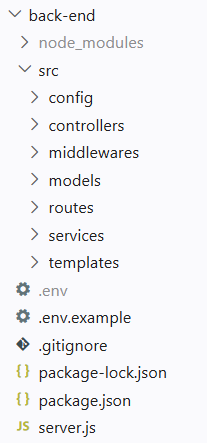 back-end
node_modules
src
config
controllers
middlewares
models
routes
services
templates
.env
.env.example
.gitignore
{ } package-lock.json
{ } package.json
JS server.js